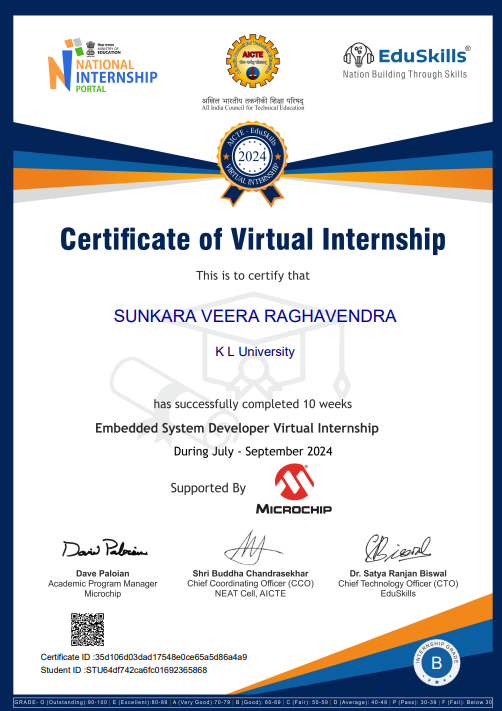 शिक्षा मंत्रालय
MINISTRY OF
EDUCATION
NATIONAL
INTERNSHIP
PORTAL
AICTE
अखिल भारतीय तकनीकी शिक्षा परिषद्
All India Council for Technical Education
EduSkills®
Nation Building Through Skills
AICTE - EduSkills
2024
VIRTUAL INTERNSHIP
Certificate of Virtual Internship
This is to certify that
SUNKARA VEERA RAGHAVENDRA
K L University
has successfully completed 10 weeks
Embedded System Developer Virtual Internship
During July - September 2024
Supported By
MICROCHIP
Dave Paloian
Academic Program Manager
Microchip
Shri Buddha Chandrasekhar
Chief Coordinating Officer (CCO)
NEAT Cell, AICTE
Dr. Satya Ranjan Biswal
Chief Technology Officer (CTO)
EduSkills
Certificate ID :35d106d03dad17548e0ce65a5d86a4a9
Student ID :STU64df742ca6fc01692365868
INTERNSHIP GRADE
B
GRADE- O (Outstanding):90-100 | E (Excellent):80-89 | A (Very Good):70-79 | B (Good): 60-69 | C (Fair): 50-59 | D (Average): 40-49 | P (Pass): 30-39 | F (Fail): Below 30